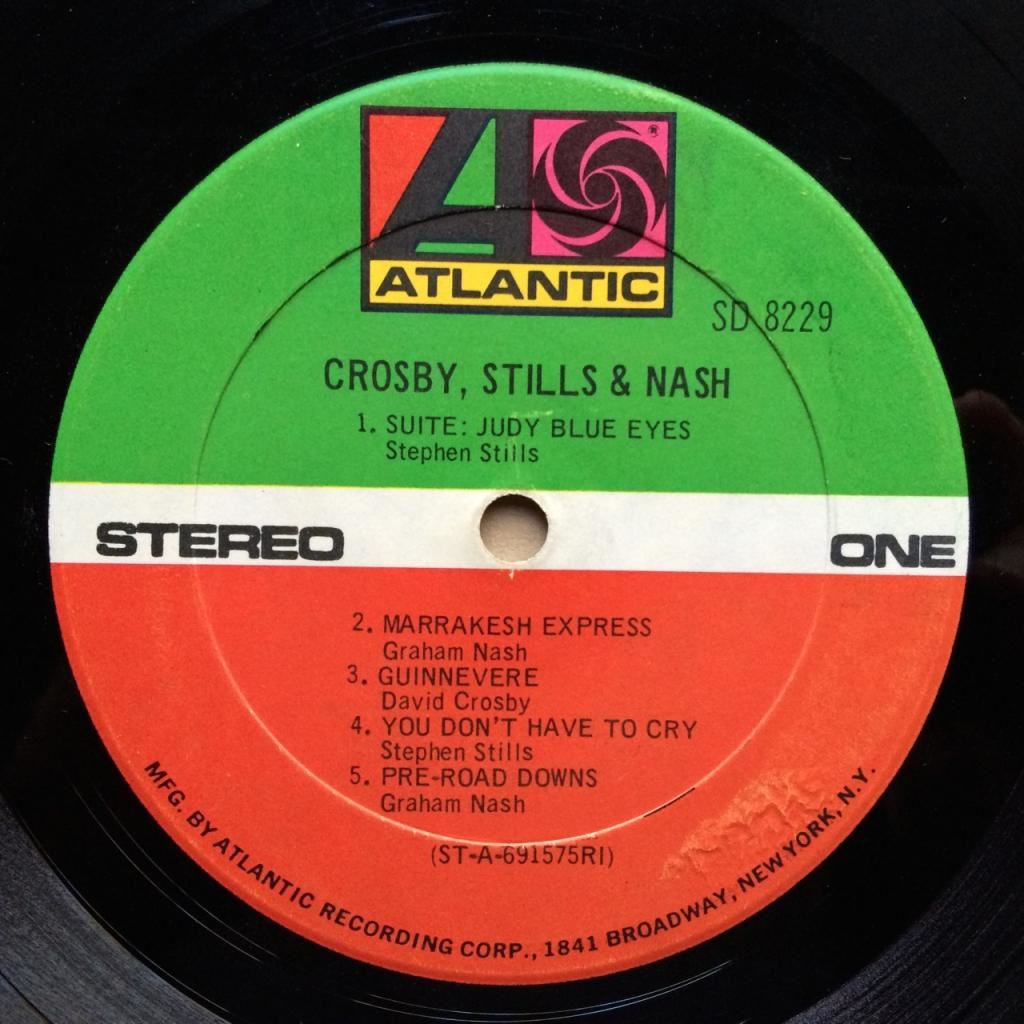 A
®
ATLANTIC
SD 8229
CROSBY, STILLS & NASH
1. SUITE: JUDY BLUE EYES
Stephen Stills
STEREO
ONE
2. MARRAKESH EXPRESS
Graham Nash
3. GUINNEVERE
David Crosby
4. YOU DON'T HAVE TO CRY
Stephen Stills
5. PRE-ROAD DOWNS
Graham Nash
(ST-A-691575RI)
MFG. BY ATLANTIC RECORDING CORP., 1841 BROADWAY, NEW YORK, N.Y.